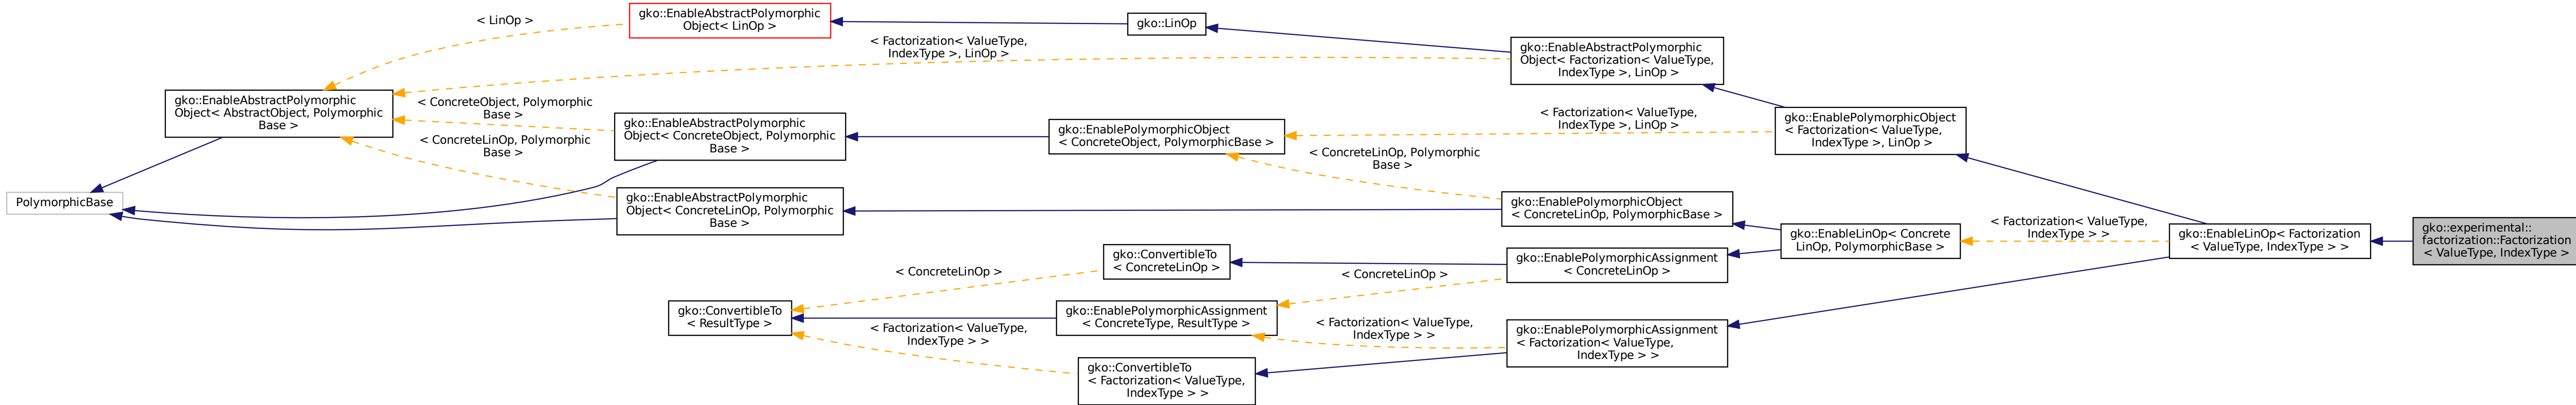 PolymorphicBase
gko::EnableAbstractPolymorphic
Object< AbstractObject, Polymorphic
Base >
< LinOp >
gko::EnableAbstractPolymorphic
Object< LinOp >
< Factorization< ValueType,
IndexType >, LinOp >
< ConcreteObject, Polymorphic
Base >
< ConcreteLinOp, Polymorphic
Base >
gko::EnableAbstractPolymorphic
Object< ConcreteObject, Polymorphic
Base >
gko::EnableAbstractPolymorphic
Object< ConcreteLinOp, Polymorphic
Base >
gko::LinOp
gko::EnablePolymorphicObject
< ConcreteObject, PolymorphicBase >
< Factorization< ValueType,
IndexType >, LinOp >
< ConcreteLinOp, Polymorphic
Base >
gko::EnableAbstractPolymorphic
Object< Factorization< ValueType,
IndexType >, LinOp >
gko::EnablePolymorphicObject
< Factorization< ValueType,
IndexType >, LinOp >
gko::EnablePolymorphicObject
< ConcreteLinOp, PolymorphicBase >
gko::ConvertibleTo
< ResultType >
< ConcreteLinOp >
< Factorization< ValueType,
IndexType > >
gko::ConvertibleTo
< ConcreteLinOp >
gko::EnablePolymorphicAssignment
< ConcreteType, ResultType >
gko::ConvertibleTo
< Factorization< ValueType,
IndexType > >
< ConcreteLinOp >
< Factorization< ValueType,
IndexType > >
gko::EnablePolymorphicAssignment
< ConcreteLinOp >
gko::EnablePolymorphicAssignment
< Factorization< ValueType,
IndexType > >
gko::EnableLinOp< Concrete
LinOp, PolymorphicBase >
< Factorization< ValueType,
IndexType > >
gko::EnableLinOp< Factorization
< ValueType, IndexType > >
gko::experimental::
factorization::Factorization
< ValueType, IndexType >